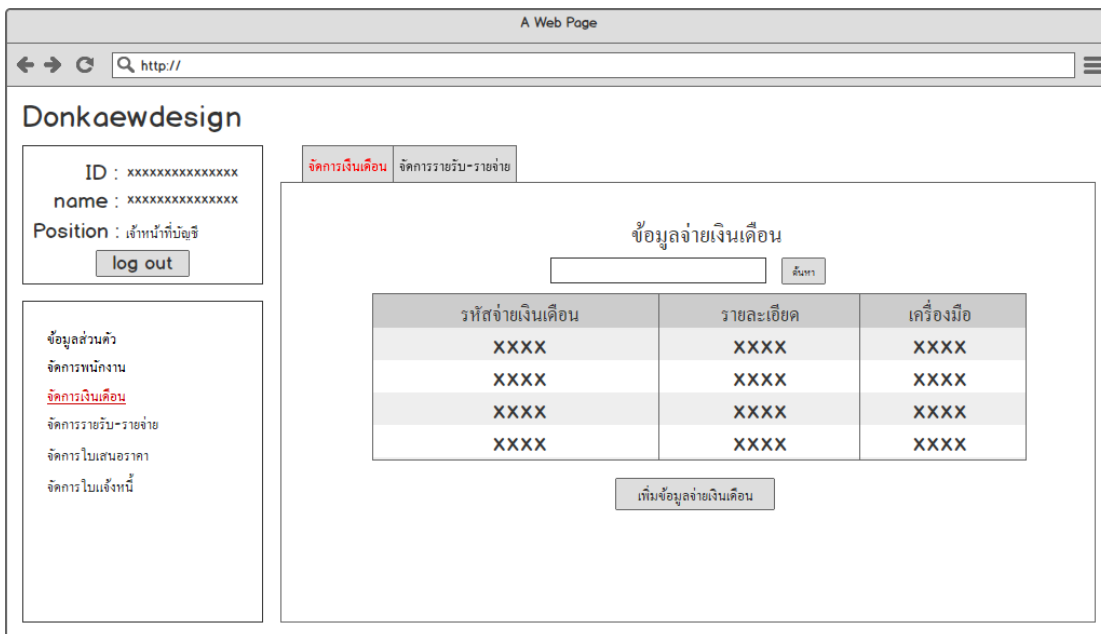 A Web Page
http://
Donkaewdesign
ID : xxxxxxxxxxxxxxx
name : xxxxxxxxxxxxxxx
Position : เจ้าหน้าที่บัญชี
log out
ข้อมูลส่วนตัว
จัดการพนักงาน
จัดการเงินเดือน
จัดการรายรับ-รายจ่าย
จัดการใบเสนอราคา
จัดการใบแจ้งหนี้
จัดการเงินเดือน จัดการรายรับ-รายจ่าย
ข้อมูลจ่ายเงินเดือน
ค้นหา
รหัสจ่ายเงินเดือน รายละเอียด เครื่องมือ
XXXX XXXX XXXX
XXXX XXXX XXXX
XXXX XXXX XXXX
XXXX XXXX XXXX
เพิ่มข้อมูลจ่ายเงินเดือน